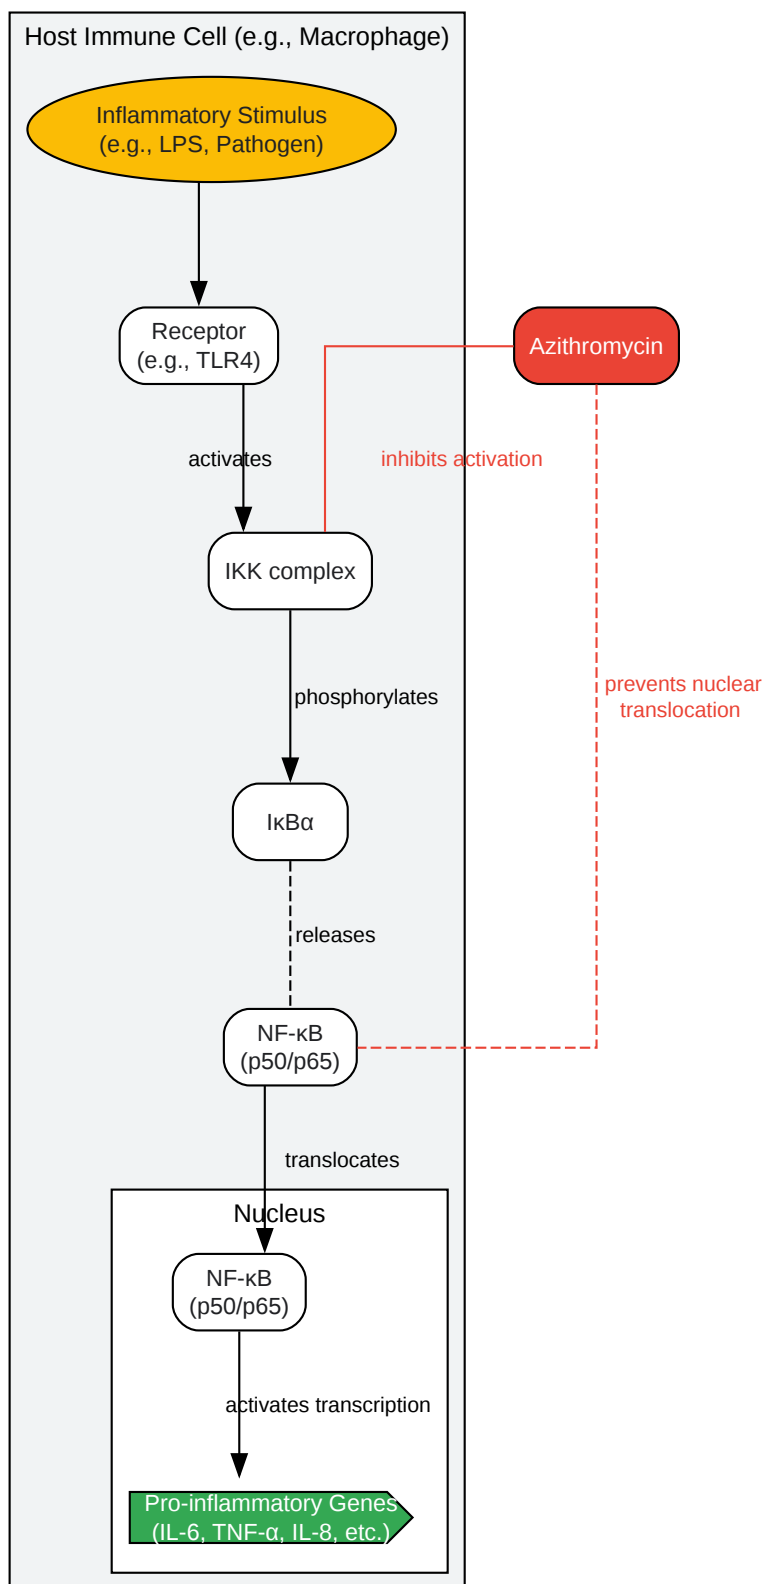 Host Immune Cell (e.g., Macrophage)
Inflammatory Stimulus
(e.g., LPS, Pathogen)
Receptor
(e.g., TLR4)
Azithromycin
activates
inhibits activation
IKK complex
prevents nuclear
translocation
phosphorylates
IκBα
releases
NF-κB
(p50/p65)
translocates
Nucleus
NF-κB
(p50/p65)
activates transcription
Pro-inflammatory Genes
(IL-6, TNF-α, IL-8, etc.)